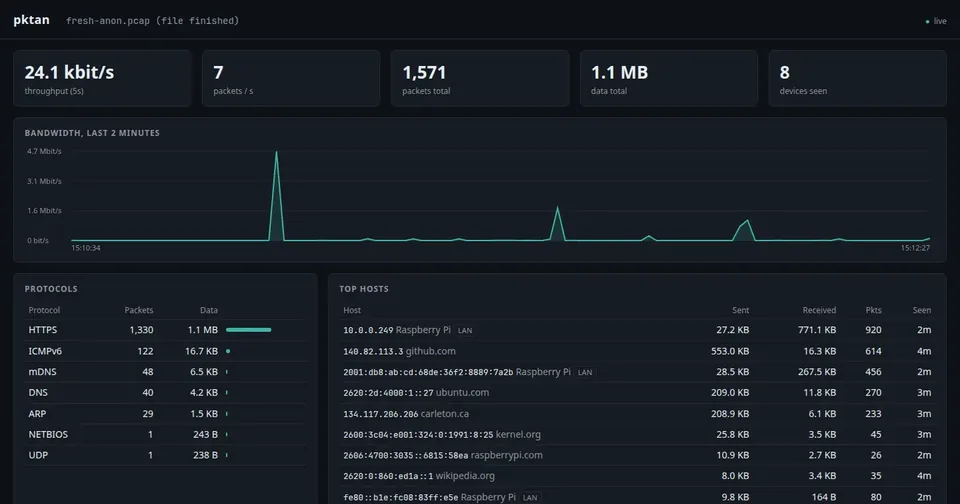 pktan fresh-anon.pcap (file finished) live
24.1 kbit/s 7 1,571 1.1 MB 8
throughput (5s) packets / s packets total data total devices seen
BANDWIDTH, LAST 2 MINUTES
4.7 Mbit/s
3.1 Mbit/s
1.6 Mbit/s
0 bit/s
15:10:34 15:12:27
PROTOCOLS
Protocol Packets Data
HTTPS 1,330 1.1 MB
ICMPv6 122 16.7 KB
mDNS 48 6.5 KB
DNS 40 4.2 KB
ARP 29 1.5 KB
NETBIOS 1 243 B
UDP 1 238 B
TOP HOSTS
Host Sent Received Pkts Seen
10.0.0.249 Raspberry Pi LAN 27.2 KB 771.1 KB 920 2m
140.82.113.3 github.com 553.0 KB 16.3 KB 614 4m
2001:db8:ab:cd:68de:36f2:8889:7a2b Raspberry Pi LAN 28.5 KB 267.5 KB 456 2m
2620:2d:4000:1::27 ubuntu.com 209.0 KB 11.8 KB 270 3m
134.117.206.206 carleton.ca 208.9 KB 6.1 KB 233 3m
2600:3c04:e001:324:0:1991:8:25 kernel.org 25.8 KB 3.5 KB 45 3m
2606:4700:3035::6815:58ea raspberrypi.com 10.9 KB 2.7 KB 26 2m
2620:0:860:ed1a::1 wikipedia.org 8.0 KB 3.4 KB 35 4m
fe80::b1e:fc08:83ff:e5e Raspberry Pi LAN 9.8 KB 164 B 80 2m